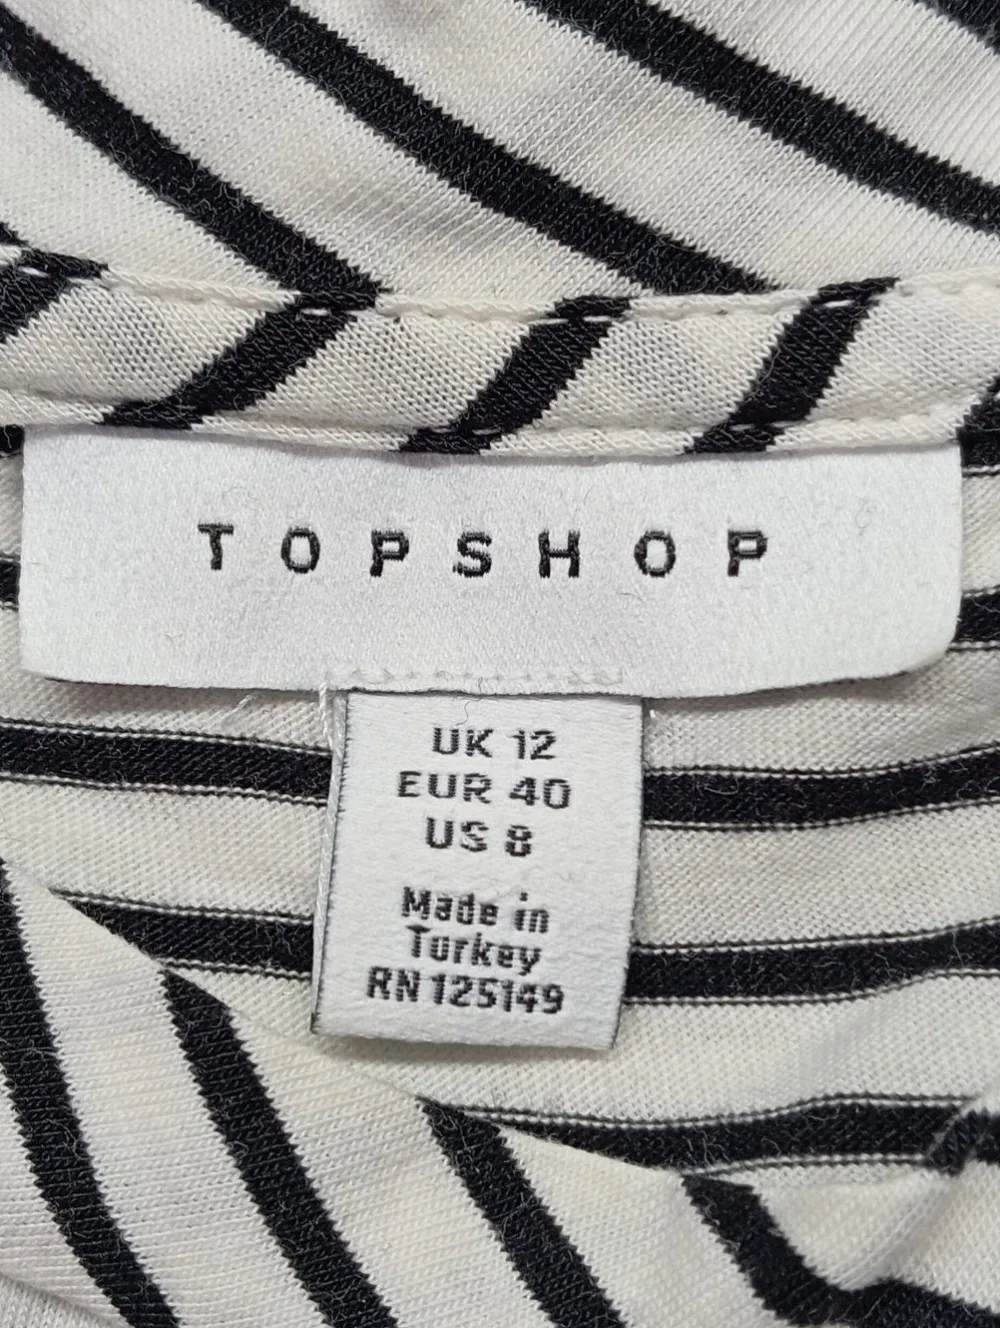 TOPSHOP
UK 12
EUR 40
US 8
Made in
Turkey
RN 125149